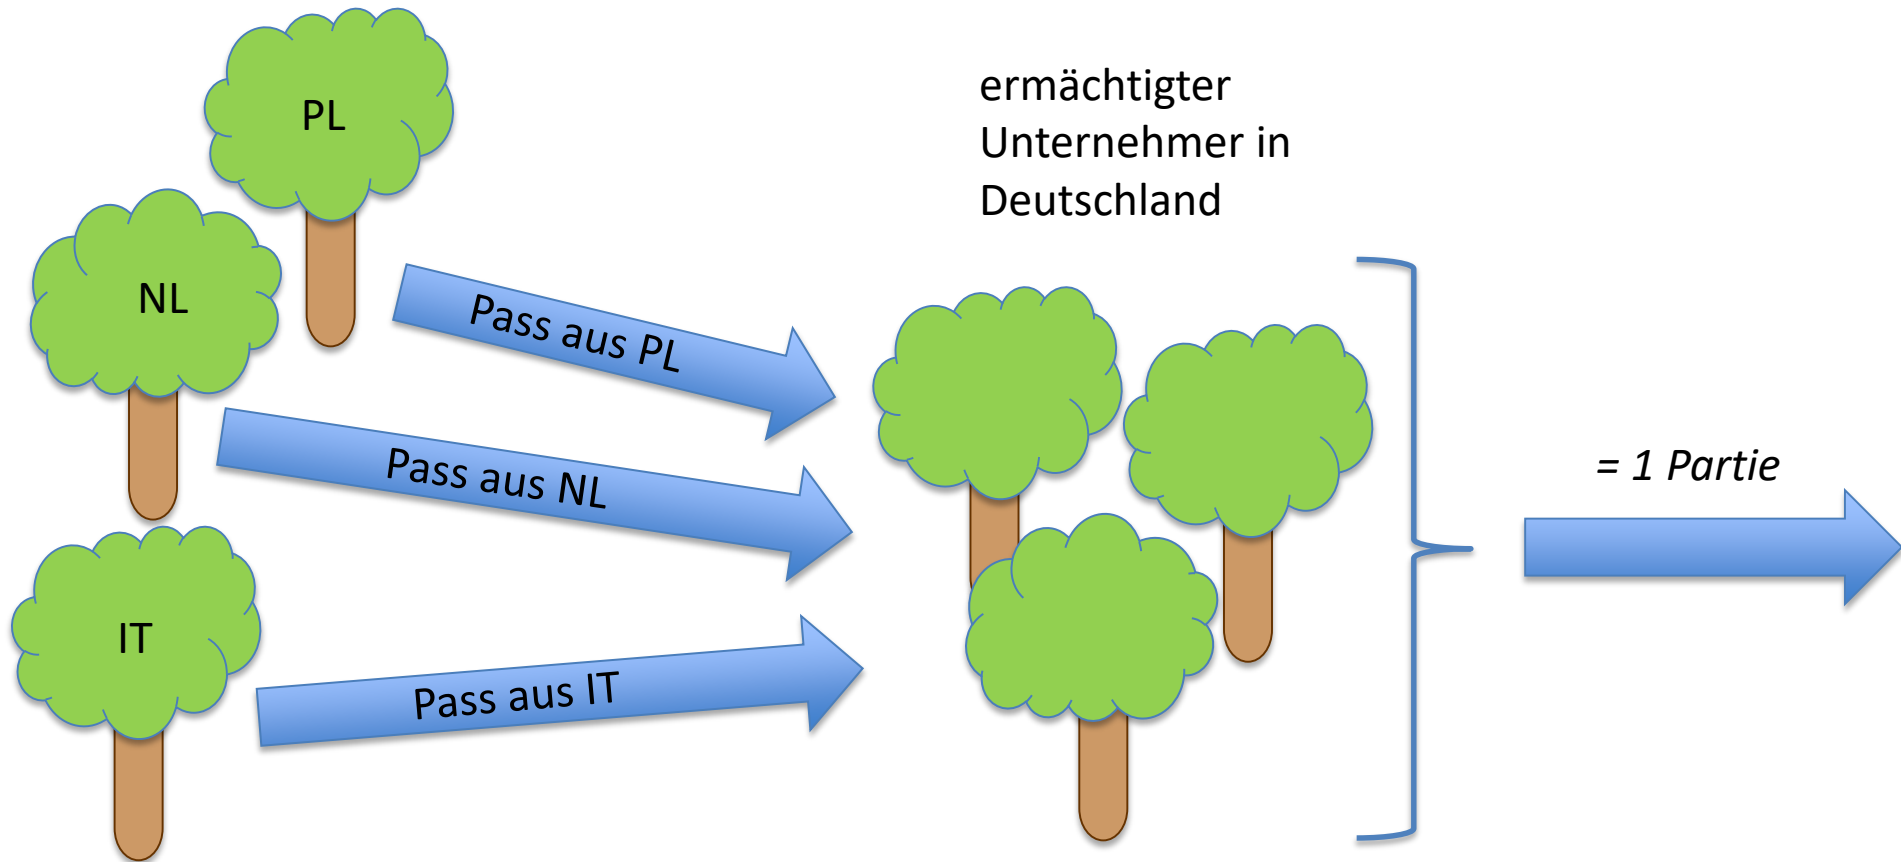 PL
NL
IT
Pass aus PL
Pass aus NL
Pass aus IT
ermächtigter
Unternehmer in
Deutschland
= 1 Partie